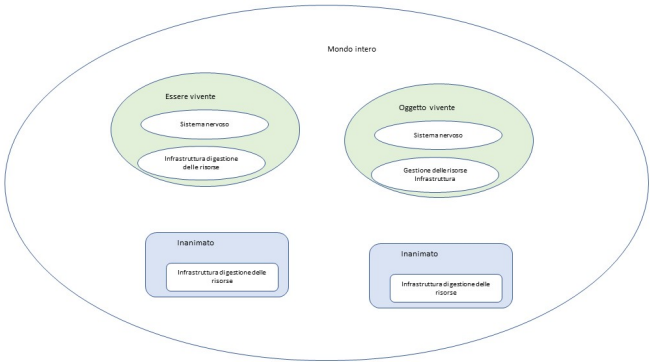 Mondo intero
Essere vivente
Sistema nervoso
Infrastruttura di gestione
delle risorse
Oggetto vivente
Sistema nervoso
Gestione delle risorse
Infrastruttura
Inanimato
Infrastruttura di gestione delle
risorse
Inanimato
Infrastruttura di gestione delle
risorse